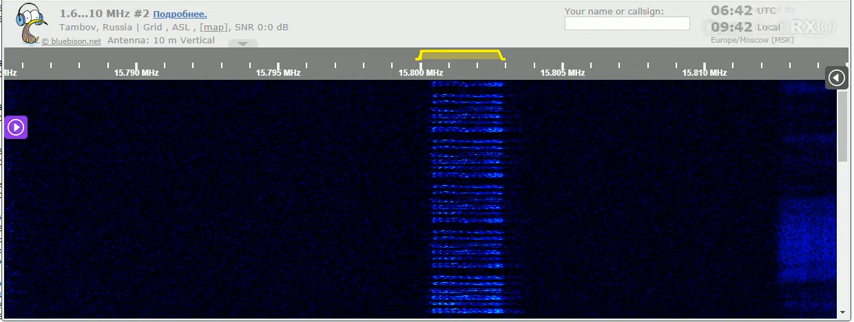 1.6...10 MHz #2 Подробнее.
Tambov, Russia | Grid , ASL , [map], SNR 0:0 dB
© bluebison.net Antenna: 10 m Vertical
Your name or callsign:
06:42 UTC
09:42 Local
Europe/Moscow (MSK)
RX
MHz 15.790 MHz 15.795 MHz 15.800 MHz 15.805 MHz 15.810 MHz